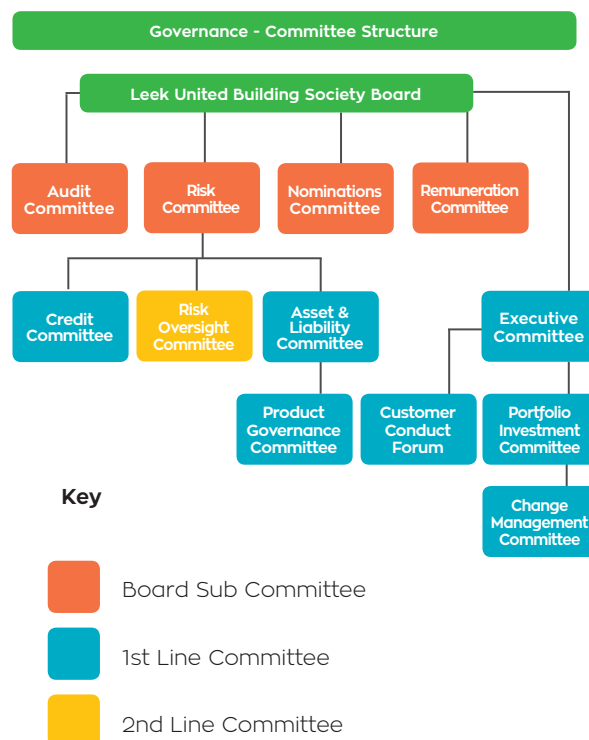 Governance - Committee Structure
Leek United Building Society Board
Audit
Committee
Risk
Committee
Nominations
Committee
Remuneration
Committee
Credit
Committee
Risk
Oversight
Committee
Asset &
Liability
Committee
Executive
Committee
Product
Governance
Committee
Customer
Conduct
Forum
Portfolio
Investment
Committee
Change
Management
Committee
Key
Board Sub Committee
1st Line Committee
2nd Line Committee